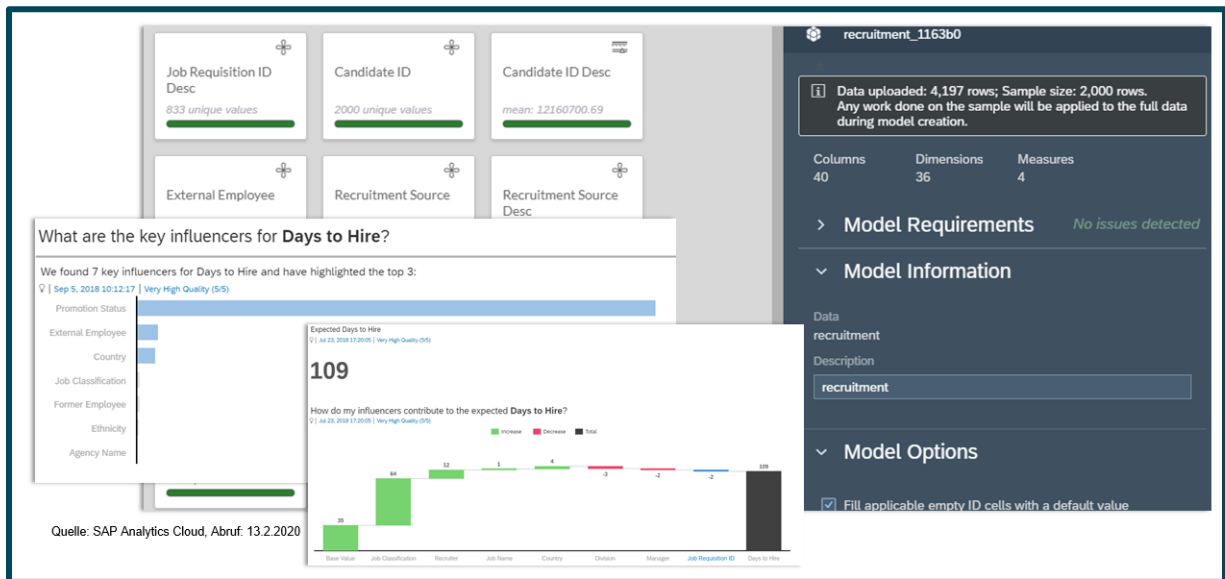 Job Requisition ID
Desc
833 unique values
Candidate ID
2000 unique values
Candidate ID Desc
mean: 12160700.69
External Employee
Recruitment Source
Recruitment Source
Desc
What are the key influencers for Days to Hire?
We found 7 key influencers for Days to Hire and have highlighted the top 3:
Sep 5, 2018 10:12:17 | Very High Quality (5/5)
Promotion Status
External Employee
Country
Job Classification
Former Employee
Ethnicity
Agency Name
Expected Days to Hire
Jul 23, 2018 17:20:05 | Very High Quality (5/5)
109
How do my influencers contribute to the expected Days to Hire?
Jul 23, 2018 17:20:05 | Very High Quality (5/5)
Increase Decrease Total
35 64 12 1 4 -3 -2 -2 109
Base Value Job Classification Recruiter Job Name Country Division Manager Job Requisition ID Days to Hire
Quelle: SAP Analytics Cloud, Abruf: 13.2.2020
recruitment_1163b0
Data uploaded: 4,197 rows; Sample size: 2,000 rows.
Any work done on the sample will be applied to the full data
during model creation.
Columns Dimensions Measures
40 36 4
Model Requirements No issues detected
Model Information
Data
recruitment
Description
recruitment
Model Options
Fill applicable empty ID cells with a default value